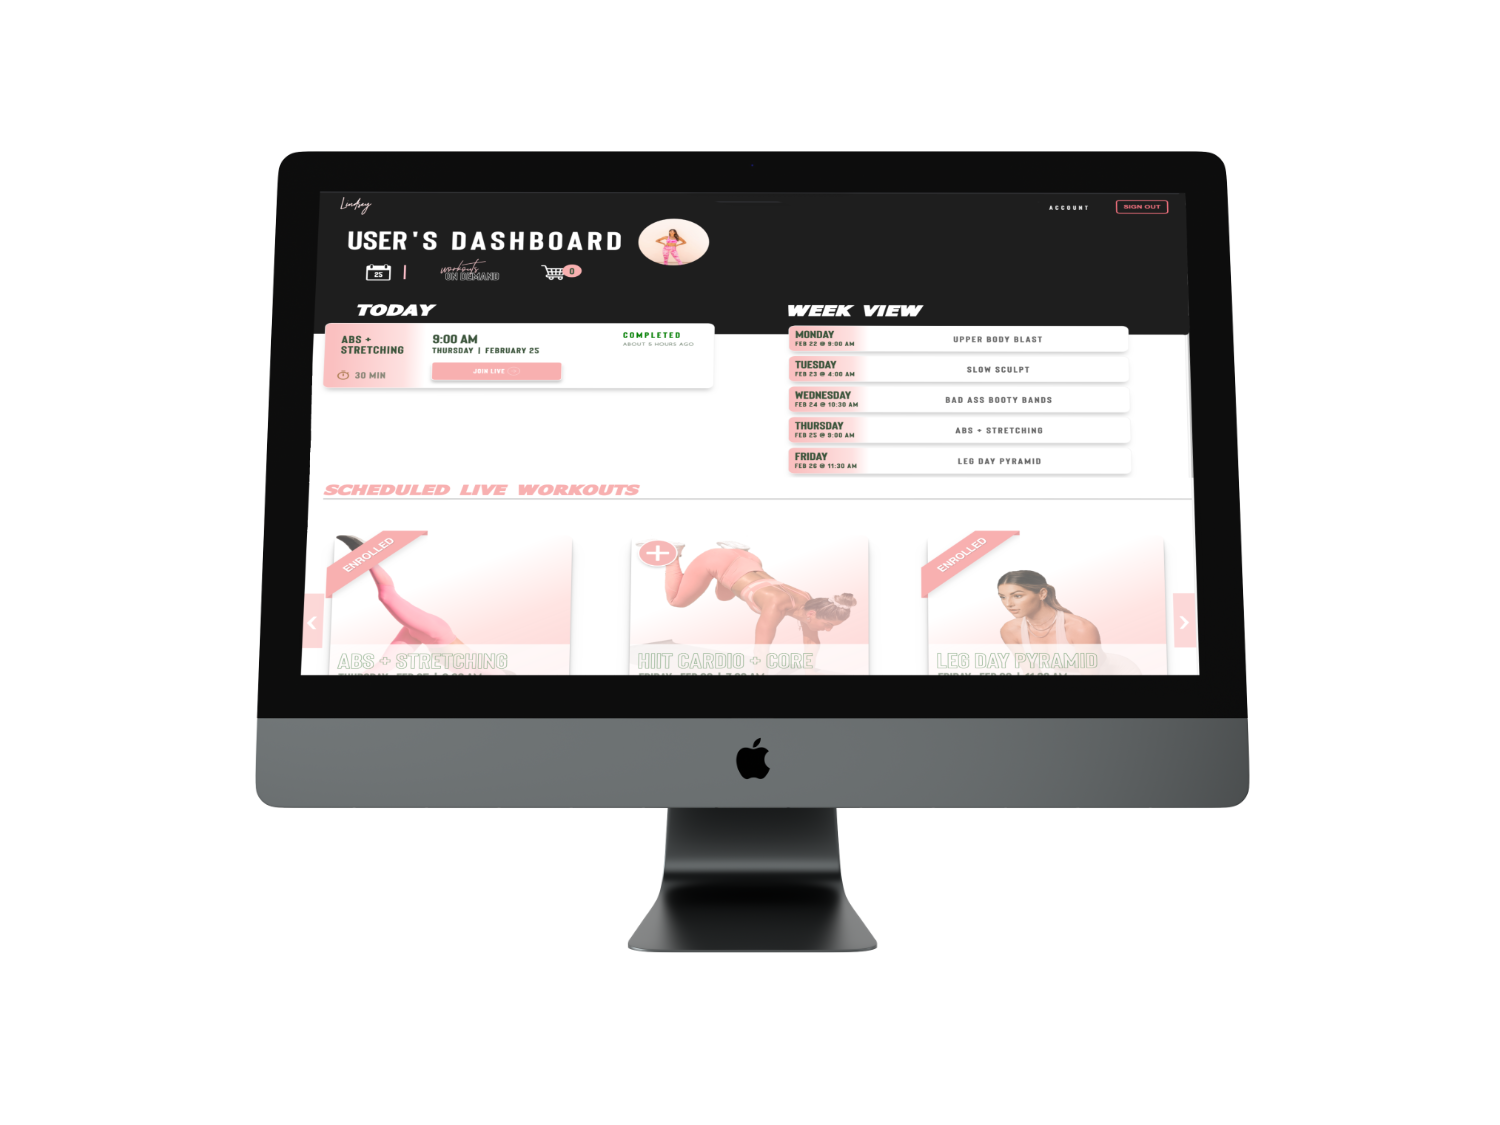 Lindsey
ACCOUNT
SIGN OUT
USER'S DASHBOARD
25
workouts
ON DEMAND
0
TODAY
ABS +
STRETCHING
30 MIN
9:00 AM
THURSDAY | FEBRUARY 25
JOIN LIVE
COMPLETED
ABOUT 5 HOURS AGO
WEEK VIEW
MONDAY
FEB 22 @ 9:00 AM
UPPER BODY BLAST
TUESDAY
FEB 23 @ 4:00 AM
SLOW SCULPT
WEDNESDAY
FEB 24 @ 10:30 AM
BAD ASS BOOTY BANDS
THURSDAY
FEB 25 @ 9:00 AM
ABS + STRETCHING
FRIDAY
FEB 26 @ 11:30 AM
LEG DAY PYRAMID
SCHEDULED LIVE WORKOUTS
ENROLLED
ABS + STRETCHING
HIIT CARDIO + CORE
ENROLLED
LEG DAY PYRAMID